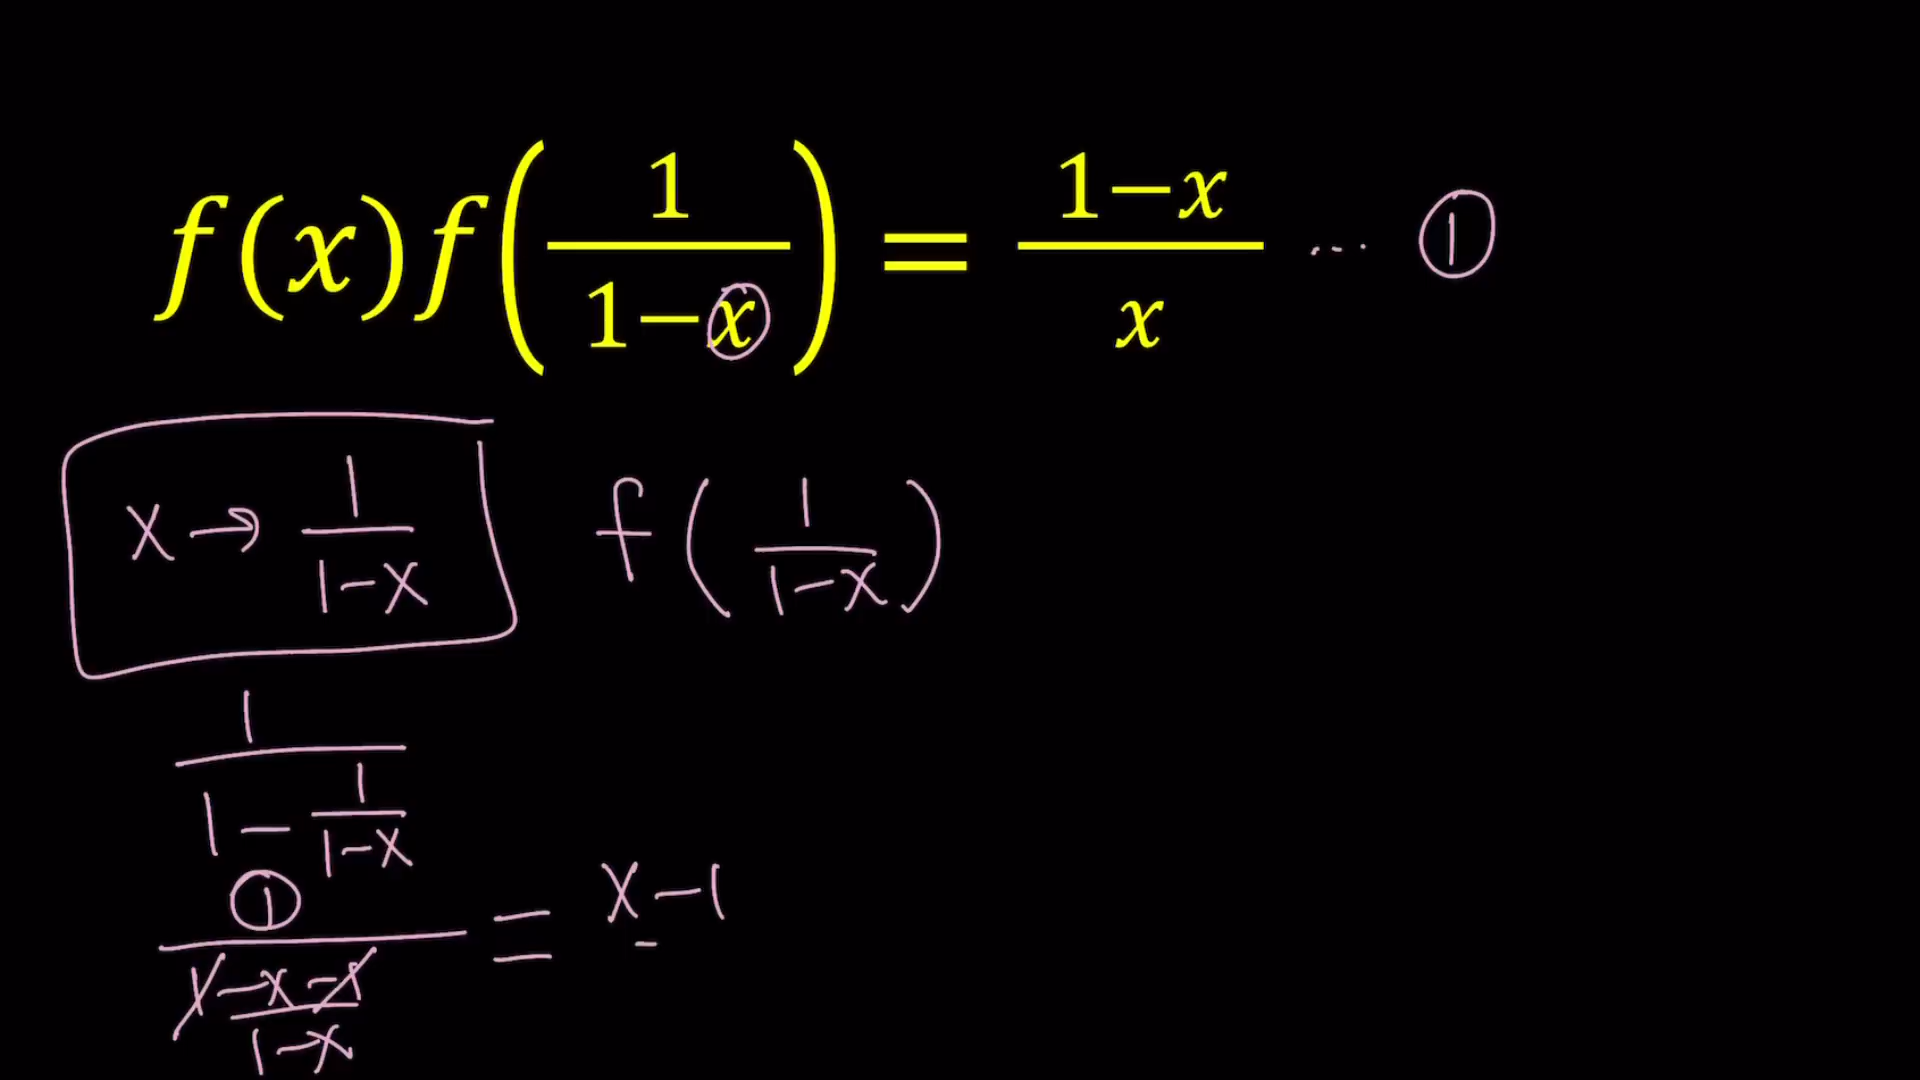 f(x)f(1/(1−x)) = (1−x)/x ... ①
x → 1/(1−x) f(1/(1−x))
1/(1 − 1/(1−x))
①/((1−x−1)/(1−x)) = x−1